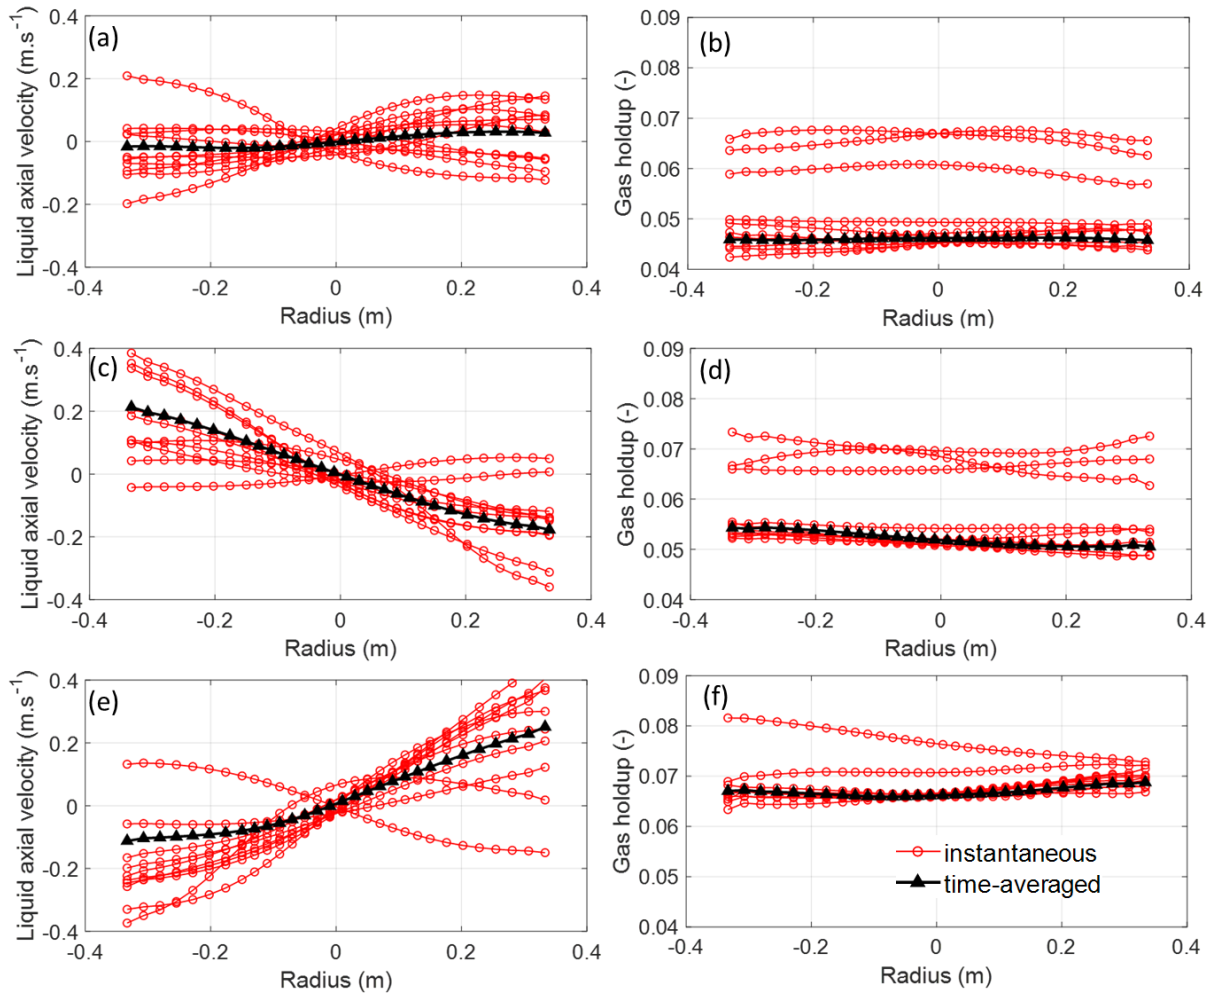 (a)
Liquid axial velocity (m.s⁻¹)
0.4
0.2
0
-0.2
-0.4
-0.4 -0.2 0 0.2 0.4
Radius (m)
(b)
Gas holdup (-)
0.09
0.08
0.07
0.06
0.05
0.04
-0.4 -0.2 0 0.2 0.4
Radius (m)
(c)
Liquid axial velocity (m.s⁻¹)
0.4
0.2
0
-0.2
-0.4
-0.4 -0.2 0 0.2 0.4
Radius (m)
(d)
Gas holdup (-)
0.09
0.08
0.07
0.06
0.05
0.04
-0.4 -0.2 0 0.2 0.4
Radius (m)
(e)
Liquid axial velocity (m.s⁻¹)
0.4
0.2
0
-0.2
-0.4
-0.4 -0.2 0 0.2 0.4
Radius (m)
(f)
Gas holdup (-)
0.09
0.08
0.07
0.06
0.05
0.04
-0.4 -0.2 0 0.2 0.4
Radius (m)
instantaneous
time-averaged